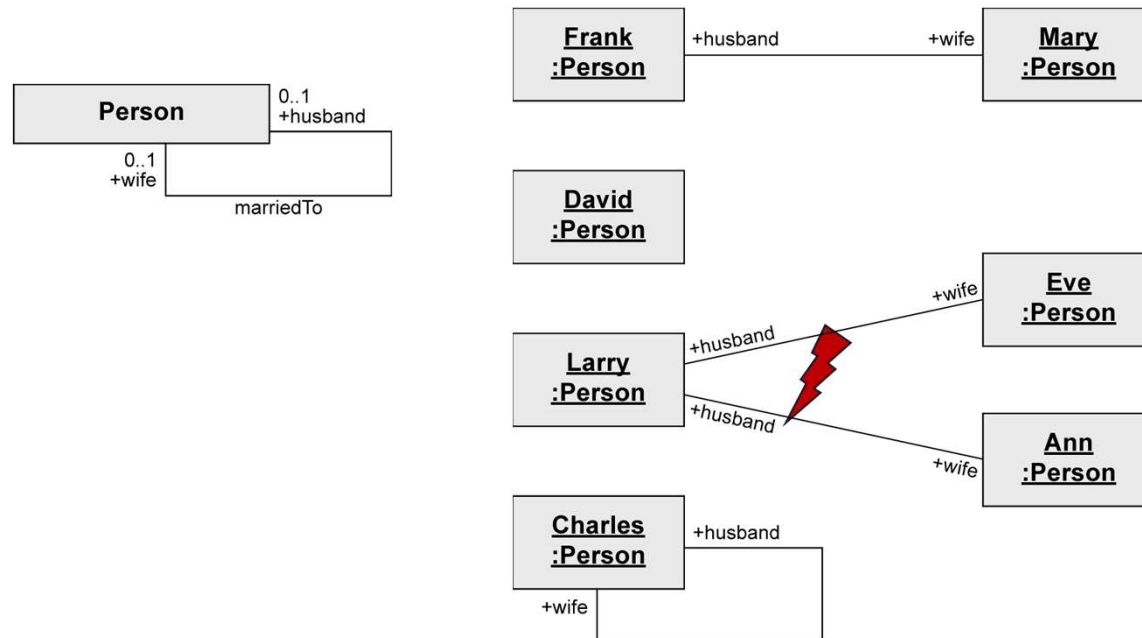 Person
0..1
+husband
0..1
+wife
marriedTo
Frank
:Person
+husband
+wife
Mary
:Person
David
:Person
Larry
:Person
+husband
+wife
Eve
:Person
+husband
+wife
Ann
:Person
Charles
:Person
+husband
+wife